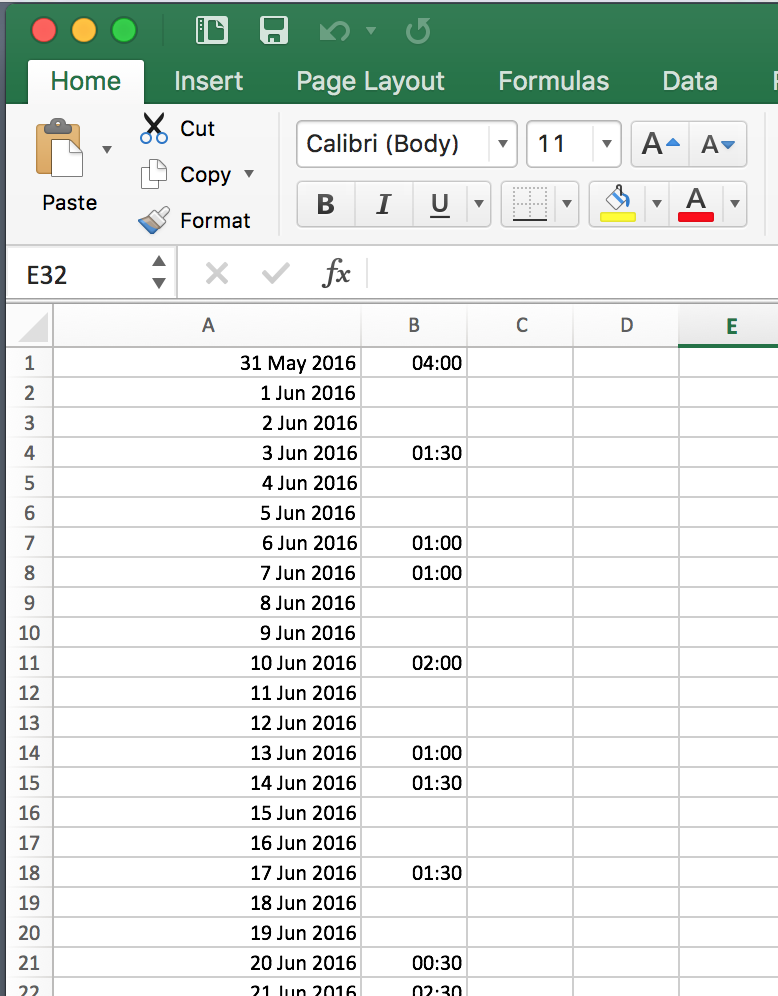 Home Insert Page Layout Formulas Data
Cut
Calibri (Body) 11 A A
Copy
Paste
B I U A
Format
E32 fx
A B C D E
1 31 May 2016 04:00
2 1 Jun 2016
3 2 Jun 2016
4 3 Jun 2016 01:30
5 4 Jun 2016
6 5 Jun 2016
7 6 Jun 2016 01:00
8 7 Jun 2016 01:00
9 8 Jun 2016
10 9 Jun 2016
11 10 Jun 2016 02:00
12 11 Jun 2016
13 12 Jun 2016
14 13 Jun 2016 01:00
15 14 Jun 2016 01:30
16 15 Jun 2016
17 16 Jun 2016
18 17 Jun 2016 01:30
19 18 Jun 2016
20 19 Jun 2016
21 20 Jun 2016 00:30
22 21 Jun 2016 02:30